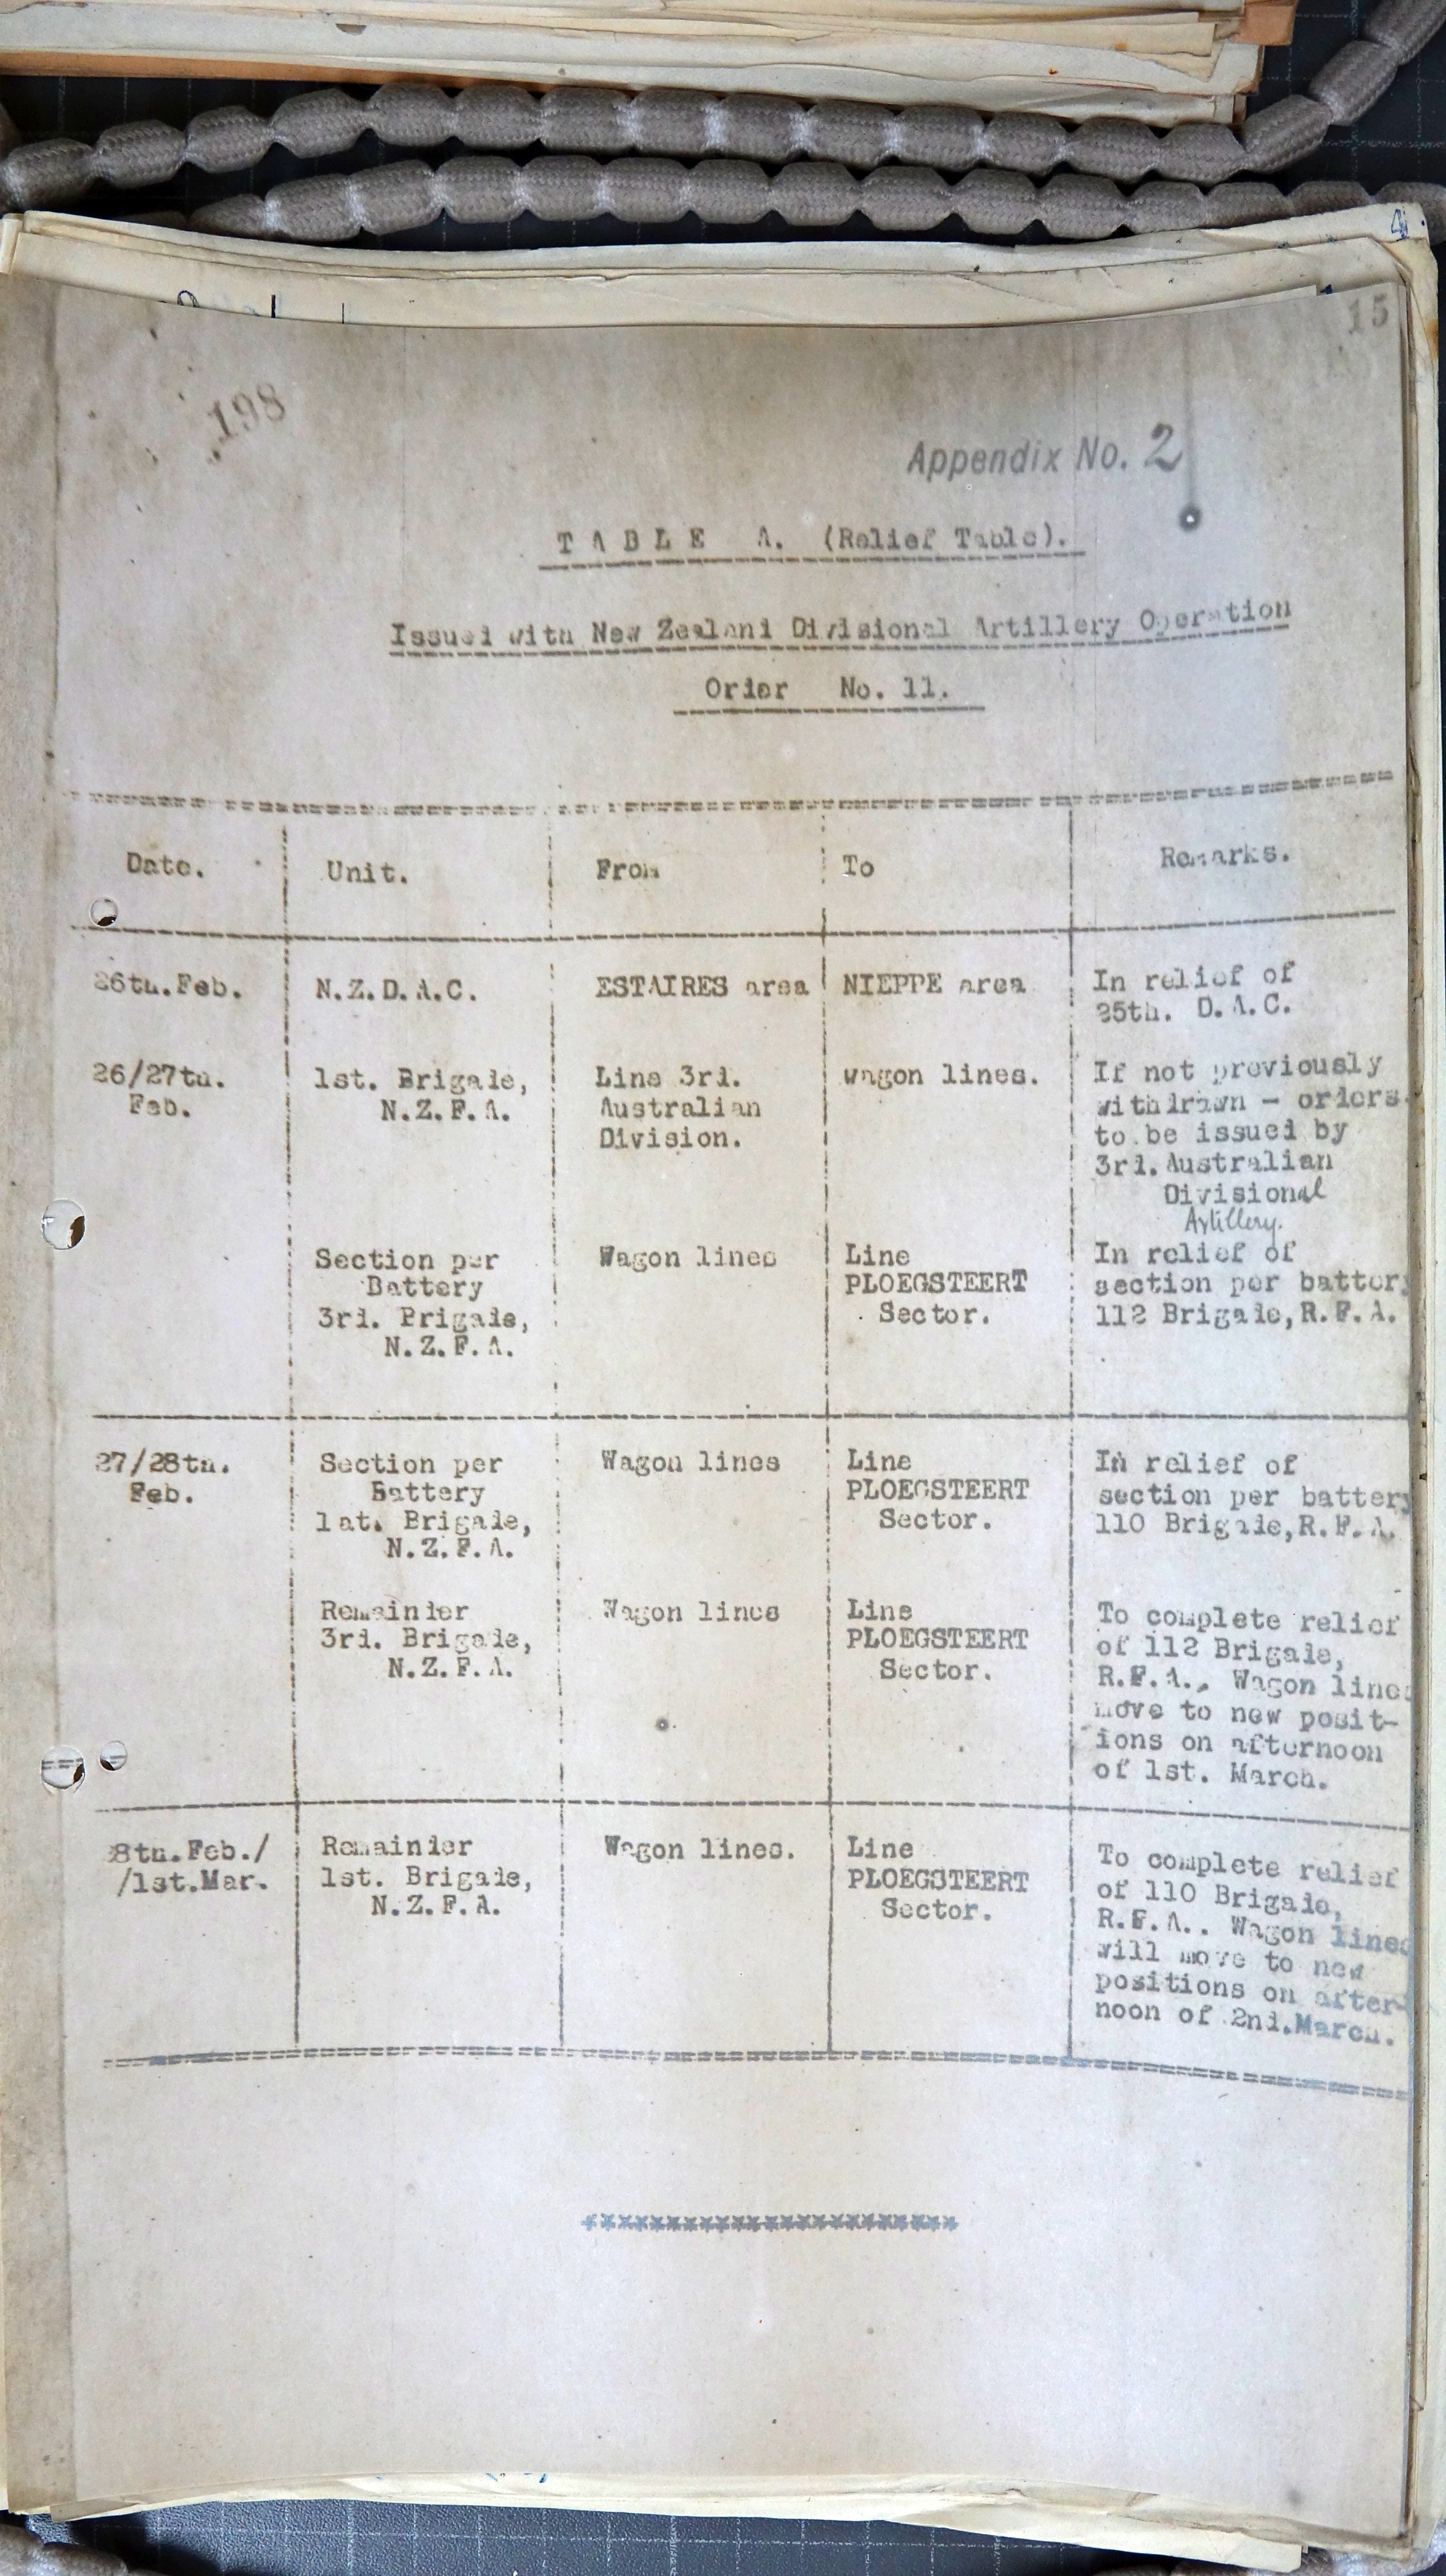 15
198
Appendix No. 2
TABLE A. (Relief Table).
Issued with New Zealand Divisional Artillery Operation
Order No. 11.
Date. Unit. From To Remarks.
26th.Feb. N.Z.D.A.C. ESTAIRES area NIEPPE area In relief of
25th. D.A.C.
26/27th. 1st. Brigade, Line 3rd. wagon lines. If not previously
Feb. N.Z.F.A. Australian withdrawn - orders
Division. to be issued by
3rd. Australian
Divisional
Artillery.
Section per Wagon lines Line In relief of
Battery PLOEGSTEERT section per battery
3rd. Brigade, Sector. 112 Brigade, R.F.A.
N.Z.F.A.
27/28th. Section per Wagon lines Line In relief of
Feb. Battery PLOEGSTEERT section per battery
1at. Brigade, Sector. 110 Brigade, R.F.A.
N.Z.F.A.
Remainder Wagon lines Line To complete relief
3rd. Brigade, PLOEGSTEERT of 112 Brigade,
N.Z.F.A. Sector. R.F.A., Wagon lines
move to new posit-
ions on afternoon
of 1st. March.
8th.Feb./ Remainder Wagon lines. Line To complete relief
/1st.Mar. 1st. Brigade, PLOEGSTEERT of 110 Brigade,
N.Z.F.A. Sector. R.F.A.. Wagon lines
will move to new
positions on after-
noon of 2nd.March.
***********************